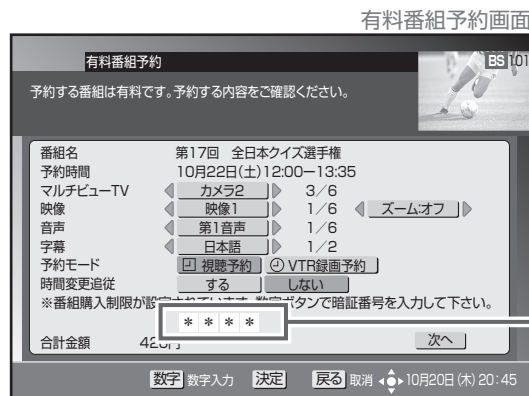 有料番組予約画面
有料番組予約
BS 101
予約する番組は有料です。予約する内容をご確認ください。
番組名 第17回 全日本クイズ選手権
予約時間 10月22日(土)12:00－13:35
マルチビューTV カメラ2 3／6
映像 映像1 1／6 ズーム:オフ
音声 第1音声 1／6
字幕 日本語 1／2
予約モード 視聴予約 VTR録画予約
時間変更追従 する しない
※番組購入制限が設定されています。数字ボタンで暗証番号を入力して下さい。
＊＊＊＊
合計金額 420円 次へ
数字 数字入力 決定 戻る 取消 10月20日(木)20:45